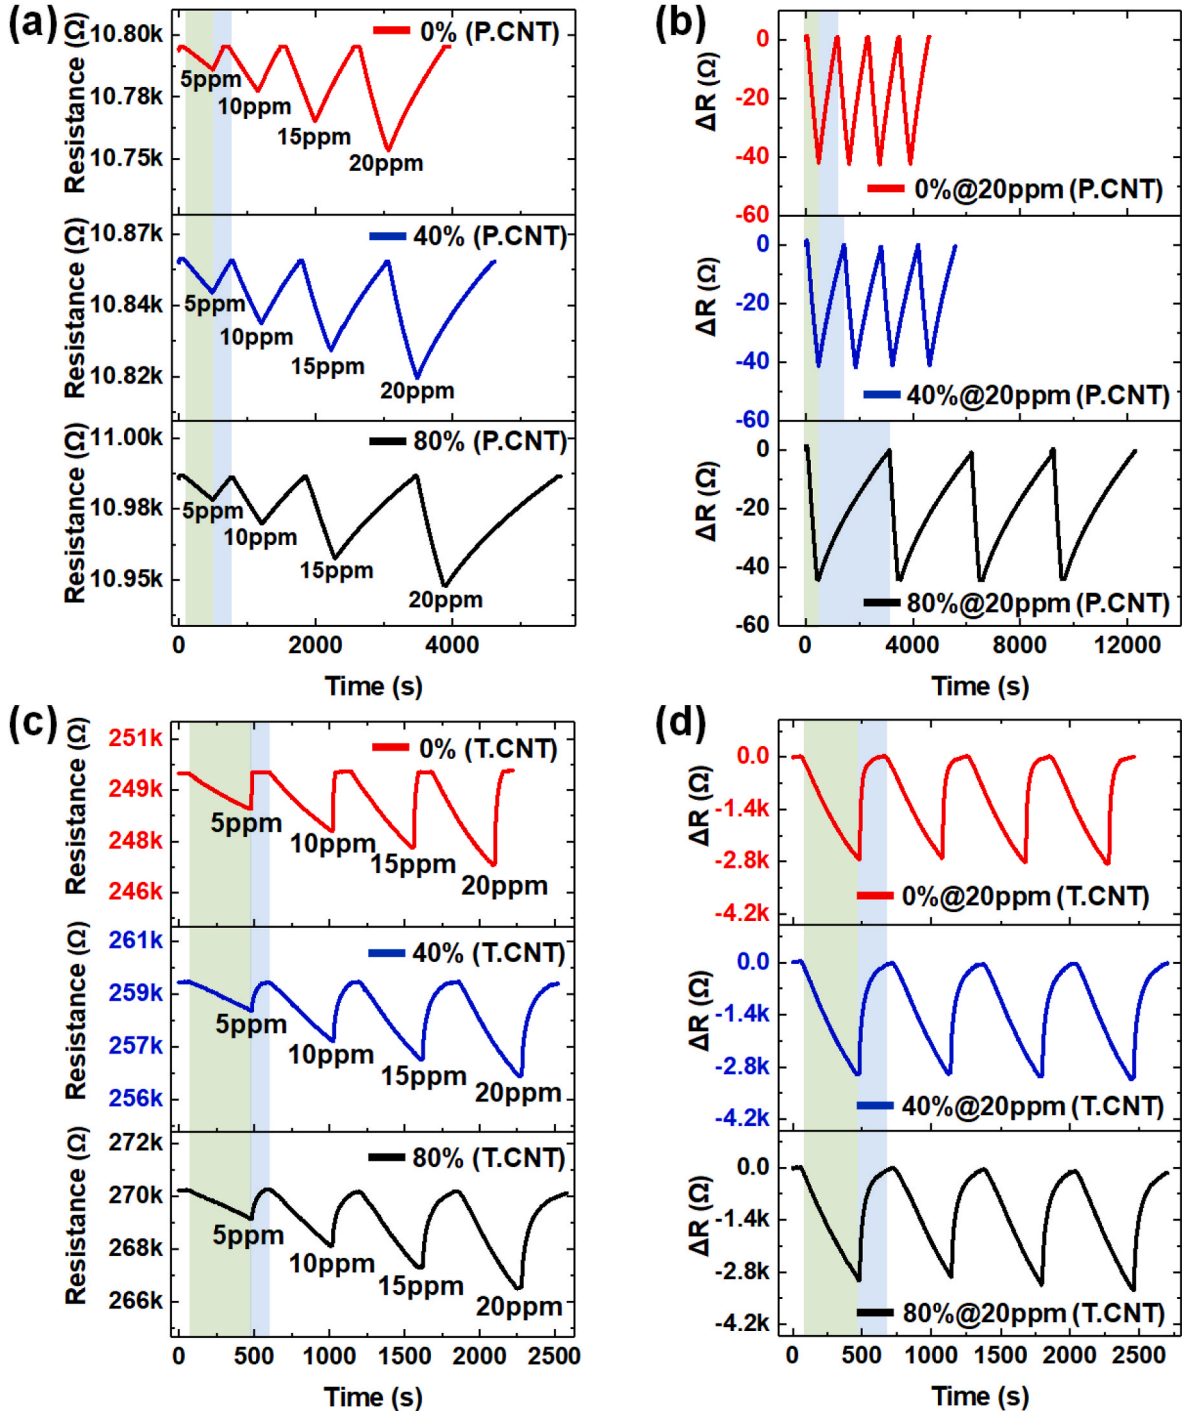 (a)
Resistance (Ω)
10.80k
10.78k
10.75k
0% (P.CNT)
5ppm
10ppm
15ppm
20ppm
Resistance (Ω)
10.87k
10.84k
10.82k
40% (P.CNT)
5ppm
10ppm
15ppm
20ppm
Resistance (Ω)
11.00k
10.98k
10.95k
80% (P.CNT)
5ppm
10ppm
15ppm
20ppm
0 2000 4000
Time (s)
(b)
ΔR (Ω)
0
-20
-40
-60
0%@20ppm (P.CNT)
ΔR (Ω)
0
-20
-40
-60
40%@20ppm (P.CNT)
ΔR (Ω)
0
-20
-40
-60
80%@20ppm (P.CNT)
0 4000 8000 12000
Time (s)
(c)
Resistance (Ω)
251k
249k
248k
246k
0% (T.CNT)
5ppm
10ppm
15ppm
20ppm
Resistance (Ω)
261k
259k
257k
256k
40% (T.CNT)
5ppm
10ppm
15ppm
20ppm
Resistance (Ω)
272k
270k
268k
266k
80% (T.CNT)
5ppm
10ppm
15ppm
20ppm
0 500 1000 1500 2000 2500
Time (s)
(d)
ΔR (Ω)
0.0
-1.4k
-2.8k
-4.2k
0%@20ppm (T.CNT)
ΔR (Ω)
0.0
-1.4k
-2.8k
-4.2k
40%@20ppm (T.CNT)
ΔR (Ω)
0.0
-1.4k
-2.8k
-4.2k
80%@20ppm (T.CNT)
0 500 1000 1500 2000 2500
Time (s)